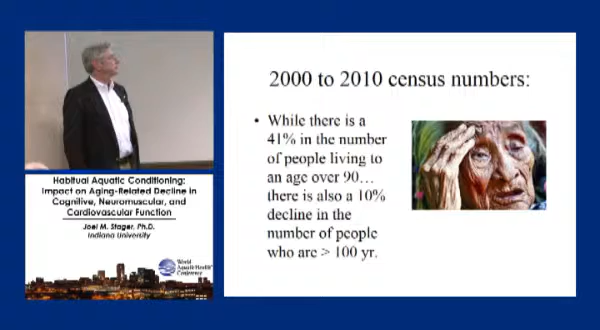 Habitual Aquatic Conditioning:
Impact on Aging-Related Decline in
Cognitive, Neuromuscular, and
Cardiovascular Function
Joel M. Stager, Ph.D.
Indiana University
World
Aquatic Health
Conference
2000 to 2010 census numbers:
• While there is a
41% in the number
of people living to
an age over 90…
there is also a 10%
decline in the
number of people
who are > 100 yr.